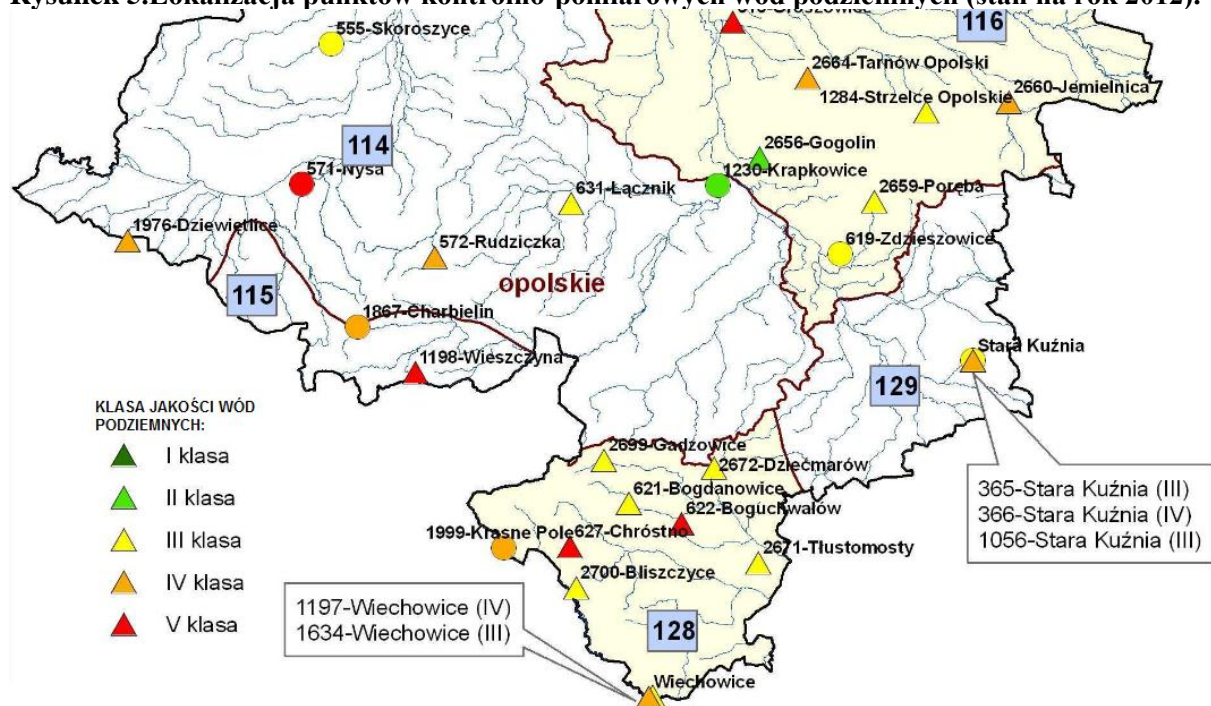 Rysunek 5.Lokalizacja punktów kontrolno-pomiarowych wód podziemnych (stan na rok 2012).
116
555-Skoroszyce
2664-Tarnów Opolski
2660-Jemielnica
1284-Strzelce Opolskie
114
2656-Gogolin
571-Nysa
1230-Krapkowice
631-Łącznik
2659-Poręba
1976-Dziewiętlice
572-Rudziczka
619-Zdzieszowice
opolskie
115
1867-Charbielin
Stara Kuźnia
1198-Wieszczyna
129
KLASA JAKOŚCI WÓD
PODZIEMNYCH:
I klasa
II klasa
III klasa
IV klasa
V klasa
2699-Gadzowice
2672-Dziećmarów
621-Bogdanowice
622-Boguchwałów
365-Stara Kuźnia (III)
366-Stara Kuźnia (IV)
1056-Stara Kuźnia (III)
1999-Krasne Pole
627-Chróstno
2671-Tłustomosty
2700-Bliszczyce
1197-Wiechowice (IV)
1634-Wiechowice (III)
128
Wiechowice